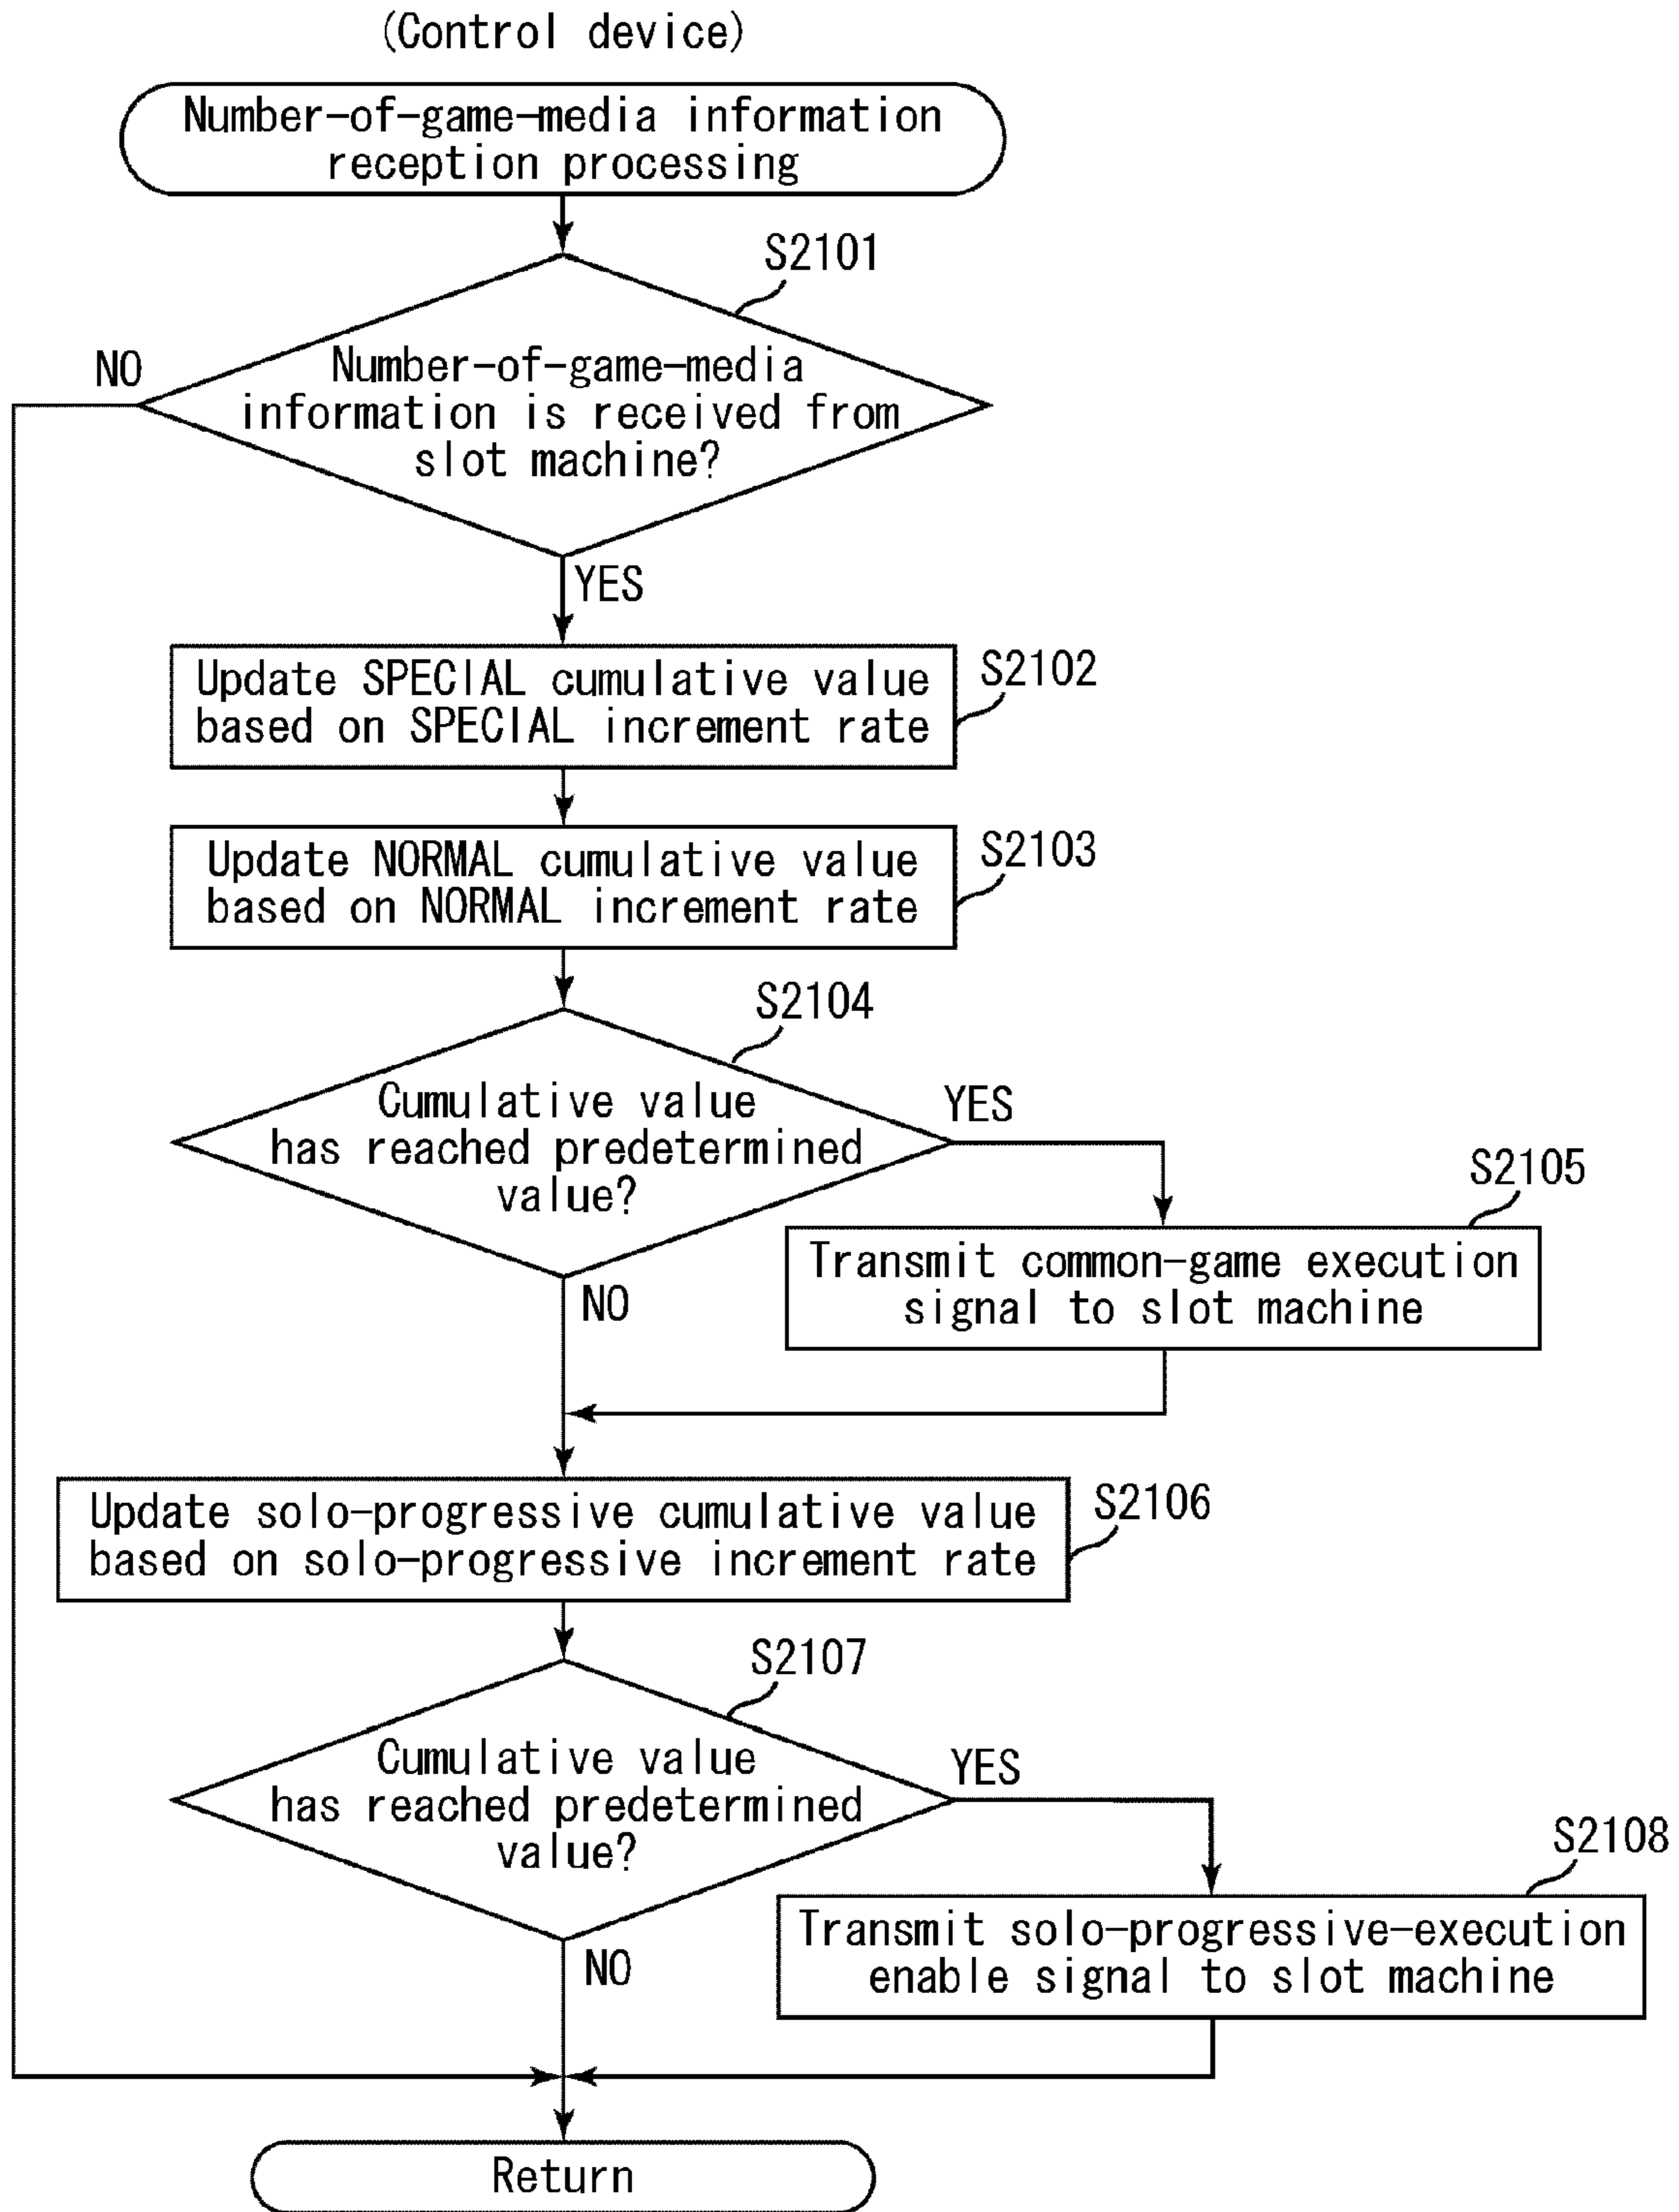 (Control device)
Number-of-game-media information
reception processing
S2101
NO
Number-of-game-media
information is received from
slot machine?
YES
Update SPECIAL cumulative value
based on SPECIAL increment rate
S2102
Update NORMAL cumulative value
based on NORMAL increment rate
S2103
S2104
Cumulative value
has reached predetermined
value?
YES
NO
S2105
Transmit common-game execution
signal to slot machine
Update solo-progressive cumulative value
based on solo-progressive increment rate
S2106
S2107
Cumulative value
has reached predetermined
value?
YES
NO
S2108
Transmit solo-progressive-execution
enable signal to slot machine
Return